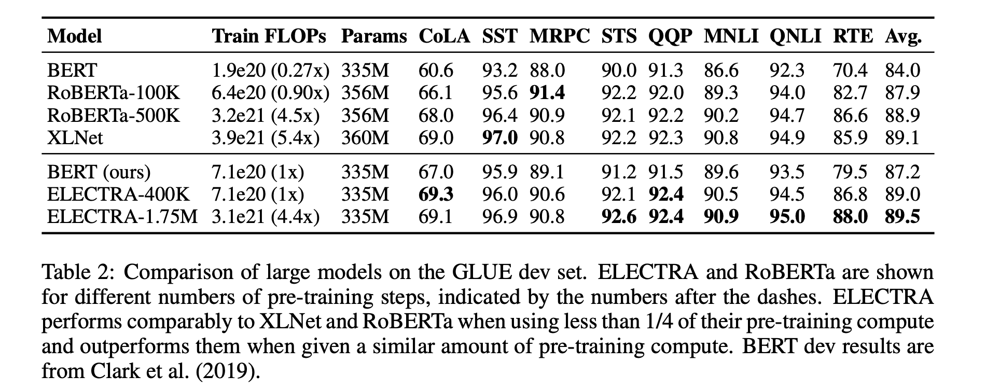 Model Train FLOPs Params CoLA SST MRPC STS QQP MNLI QNLI RTE Avg.
BERT 1.9e20 (0.27x) 335M 60.6 93.2 88.0 90.0 91.3 86.6 92.3 70.4 84.0
RoBERTa-100K 6.4e20 (0.90x) 356M 66.1 95.6 91.4 92.2 92.0 89.3 94.0 82.7 87.9
RoBERTa-500K 3.2e21 (4.5x) 356M 68.0 96.4 90.9 92.1 92.2 90.2 94.7 86.6 88.9
XLNet 3.9e21 (5.4x) 360M 69.0 97.0 90.8 92.2 92.3 90.8 94.9 85.9 89.1
BERT (ours) 7.1e20 (1x) 335M 67.0 95.9 89.1 91.2 91.5 89.6 93.5 79.5 87.2
ELECTRA-400K 7.1e20 (1x) 335M 69.3 96.0 90.6 92.1 92.4 90.5 94.5 86.8 89.0
ELECTRA-1.75M 3.1e21 (4.4x) 335M 69.1 96.9 90.8 92.6 92.4 90.9 95.0 88.0 89.5
Table 2: Comparison of large models on the GLUE dev set. ELECTRA and RoBERTa are shown
for different numbers of pre-training steps, indicated by the numbers after the dashes. ELECTRA
performs comparably to XLNet and RoBERTa when using less than 1/4 of their pre-training compute
and outperforms them when given a similar amount of pre-training compute. BERT dev results are
from Clark et al. (2019).